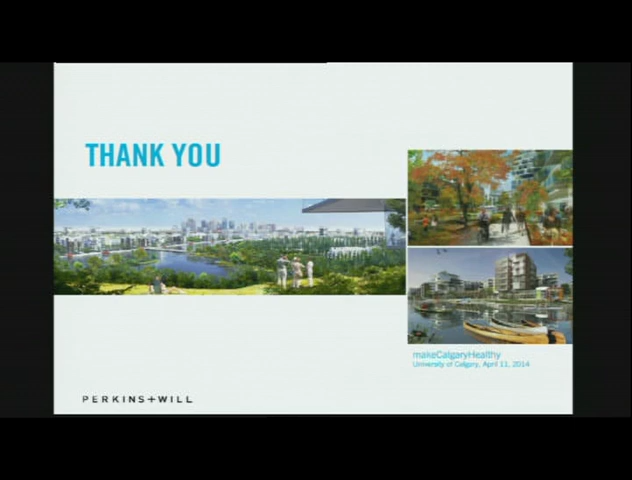 THANK YOU
makeCalgaryHealthy
University of Calgary, April 11, 2014
PERKINS+WILL